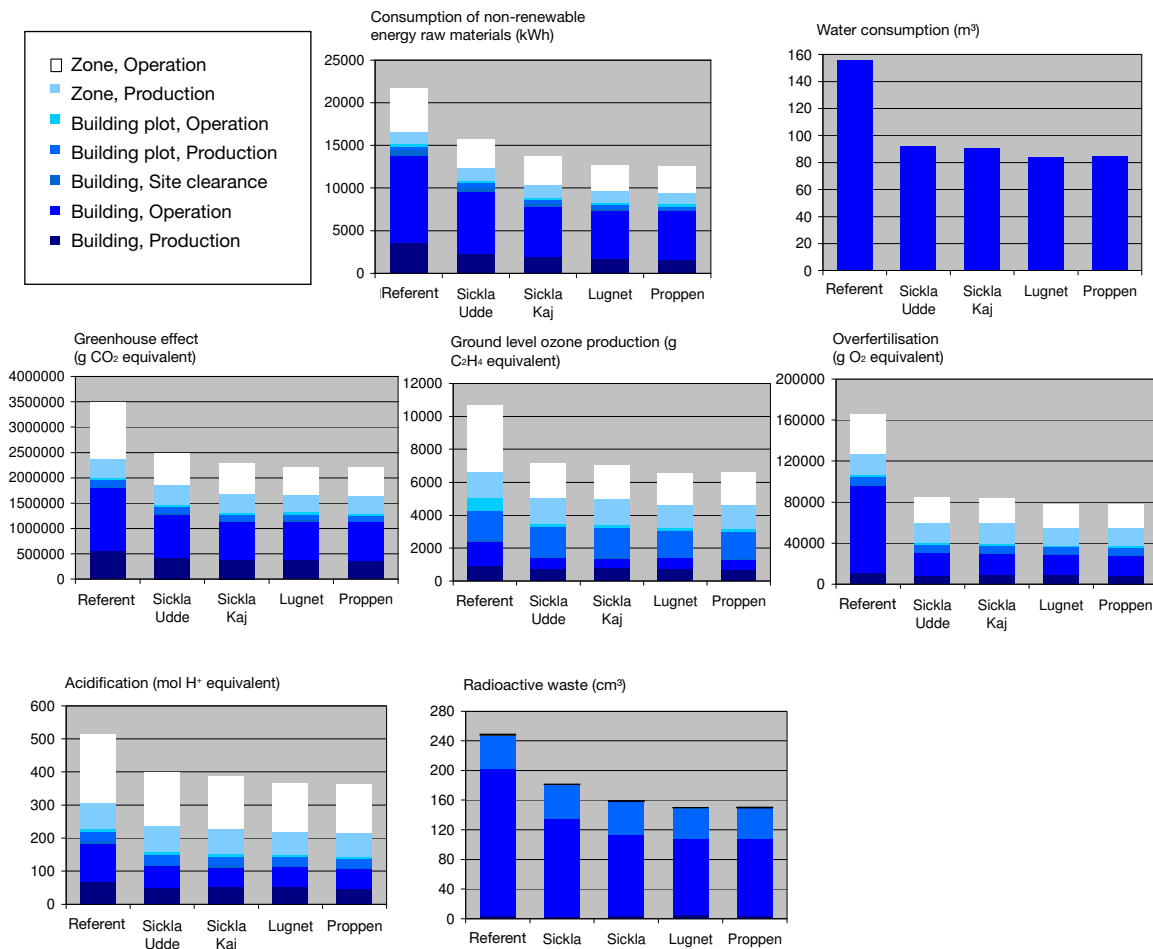 Zone, Operation
Zone, Production
Building plot, Operation
Building plot, Production
Building, Site clearance
Building, Operation
Building, Production
Consumption of non-renewable
energy raw materials (kWh)
25000
20000
15000
10000
5000
0
Referent Sickla Udde Sickla Kaj Lugnet Proppen
Water consumption (m³)
160
140
120
100
80
60
40
20
0
Referent Sickla Udde Sickla Kaj Lugnet Proppen
Greenhouse effect
(g CO₂ equivalent)
4000000
3500000
3000000
2500000
2000000
1500000
1000000
500000
0
Referent Sickla Udde Sickla Kaj Lugnet Proppen
Ground level ozone production (g
C₂H₄ equivalent)
12000
10000
8000
6000
4000
2000
0
Referent Sickla Udde Sickla Kaj Lugnet Proppen
Overfertilisation
(g O₂ equivalent)
200000
160000
120000
80000
40000
0
Referent Sickla Udde Sickla Kaj Lugnet Proppen
Acidification (mol H⁺ equivalent)
600
500
400
300
200
100
0
Referent Sickla Udde Sickla Kaj Lugnet Proppen
Radioactive waste (cm³)
280
240
200
160
120
80
40
0
Referent Sickla Sickla Lugnet Proppen